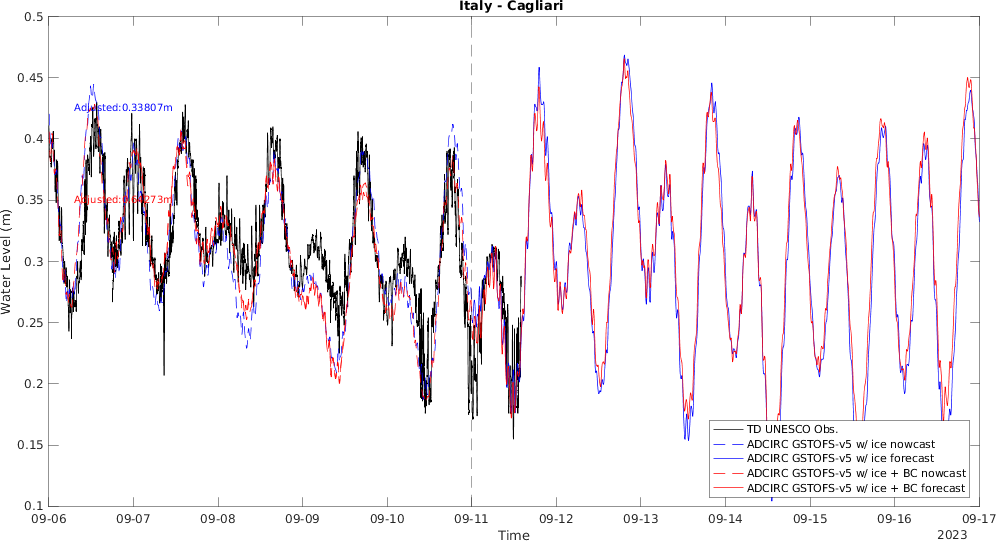 Italy - Cagliari
0.5
0.45
0.4
0.35
0.3
0.25
0.2
0.15
0.1
Water Level (m)
Adjusted:0.33807m
TD UNESCO Obs.
ADCIRC GSTOFS-v5 w/ ice nowcast
ADCIRC GSTOFS-v5 w/ ice forecast
ADCIRC GSTOFS-v5 w/ ice + BC nowcast
ADCIRC GSTOFS-v5 w/ ice + BC forecast
09-06 09-07 09-08 09-09 09-10 09-11 09-12 09-13 09-14 09-15 09-16 09-17
Time
2023